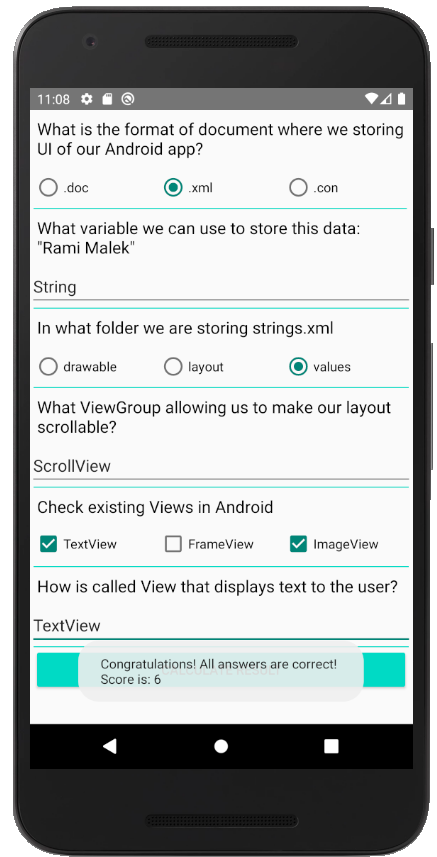 11:08
What is the format of document where we storing
UI of our Android app?
.doc .xml .con
What variable we can use to store this data:
"Rami Malek"
String
In what folder we are storing strings.xml
drawable layout values
What ViewGroup allowing us to make our layout
scrollable?
ScrollView
Check existing Views in Android
TextView FrameView ImageView
How is called View that displays text to the user?
TextView
Congratulations! All answers are correct!
Score is: 6